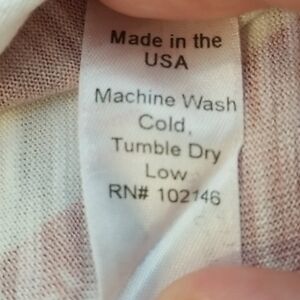 Made in the
USA
Machine Wash
Cold,
Tumble Dry
Low
RN# 102146